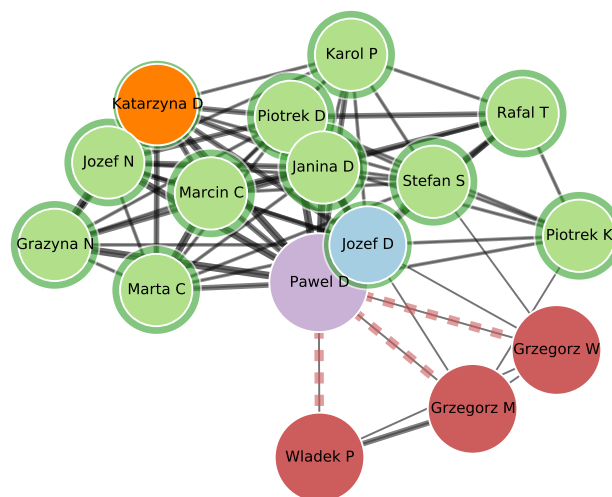 Karol P
Katarzyna D
Piotrek D
Rafal T
Jozef N
Janina D
Marcin C
Stefan S
Grazyna N
Jozef D
Piotrek K
Marta C
Pawel D
Grzegorz W
Grzegorz M
Wladek P